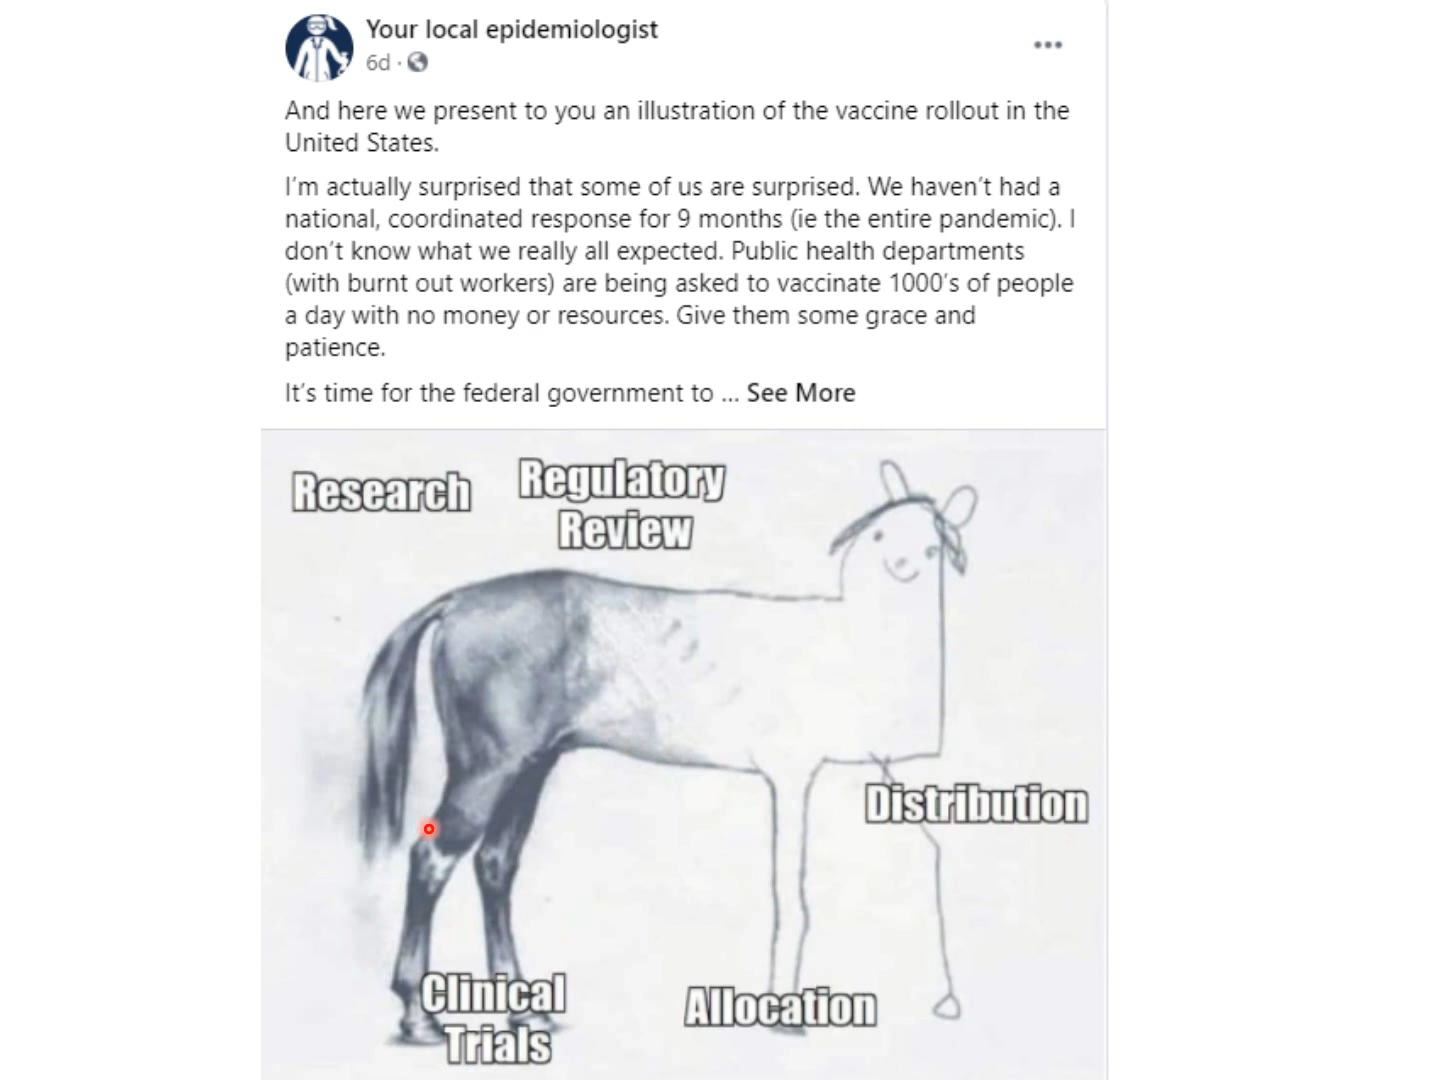 Your local epidemiologist
6d ·
And here we present to you an illustration of the vaccine rollout in the
United States.
I'm actually surprised that some of us are surprised. We haven't had a
national, coordinated response for 9 months (ie the entire pandemic). I
don't know what we really all expected. Public health departments
(with burnt out workers) are being asked to vaccinate 1000's of people
a day with no money or resources. Give them some grace and
patience.
It's time for the federal government to ... See More
Research
Regulatory
Review
Distribution
Clinical
Trials
Allocation